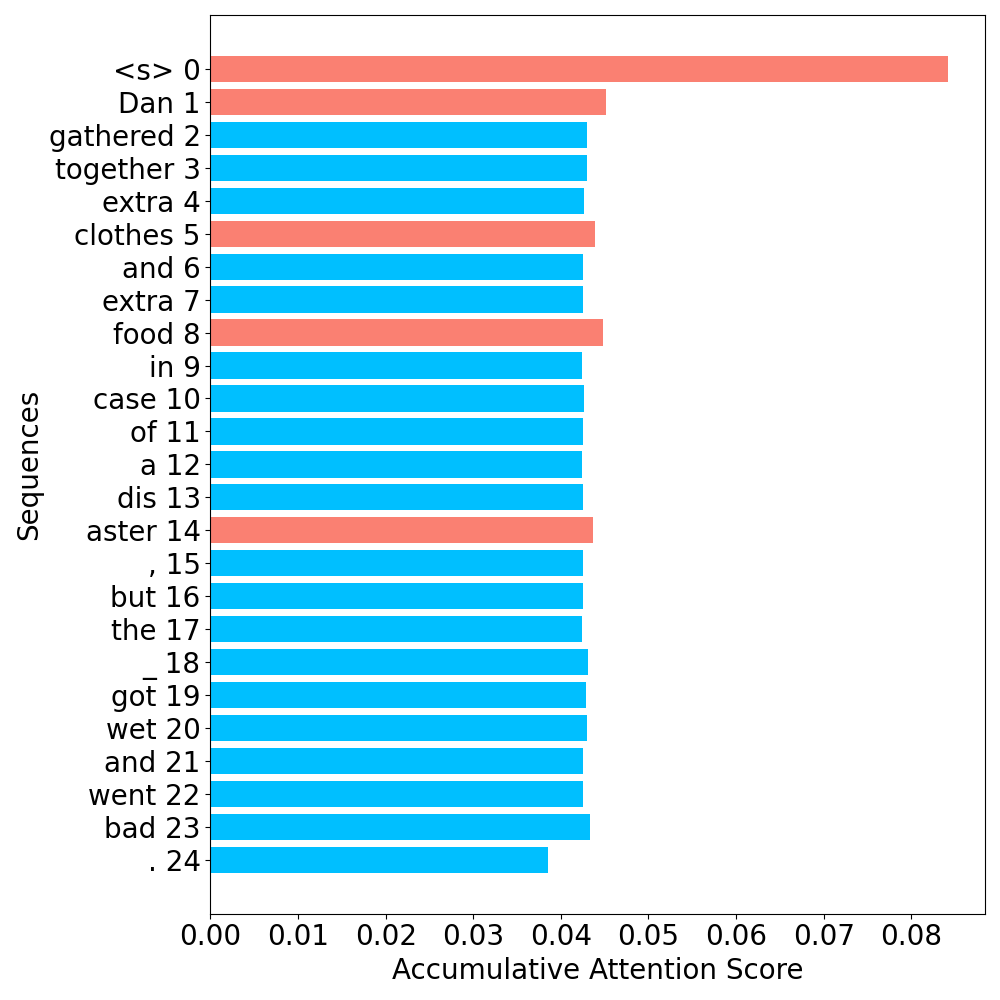 <s> 0
Dan 1
gathered 2
together 3
extra 4
clothes 5
and 6
extra 7
food 8
in 9
case 10
of 11
a 12
dis 13
aster 14
, 15
but 16
the 17
_ 18
got 19
wet 20
and 21
went 22
bad 23
. 24
Sequences
0.00 0.01 0.02 0.03 0.04 0.05 0.06 0.07 0.08
Accumulative Attention Score